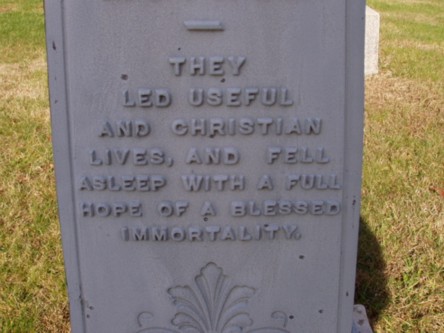 THEY
LED USEFUL
AND CHRISTIAN
LIVES, AND FELL
ASLEEP WITH A FULL
HOPE OF A BLESSED
IMMORTALITY.